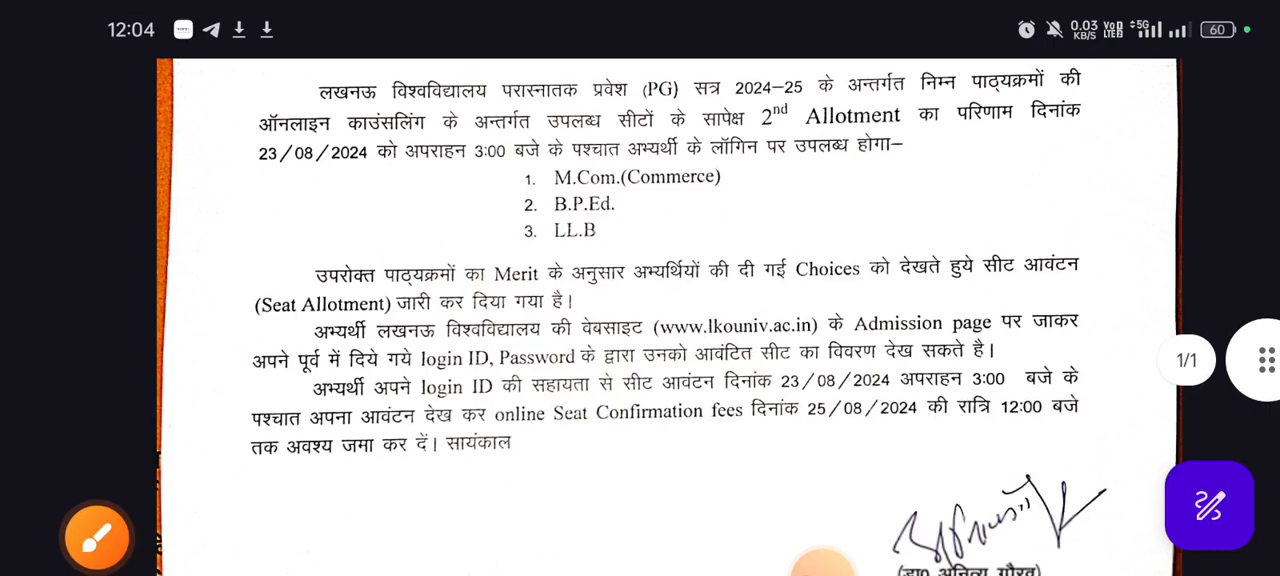 12:04
0.03 KB/S VoD LTE2 5G 60
लखनऊ विश्वविद्यालय परास्नातक प्रवेश (PG) सत्र 2024–25 के अन्तर्गत निम्न पाठ्यक्रमों की
ऑनलाइन काउंसलिंग के अन्तर्गत उपलब्ध सीटों के सापेक्ष 2nd Allotment का परिणाम दिनांक
23/08/2024 को अपराहन 3:00 बजे के पश्चात अभ्यर्थी के लॉगिन पर उपलब्ध होगा–
1. M.Com.(Commerce)
2. B.P.Ed.
3. LL.B
उपरोक्त पाठ्यक्रमों का Merit के अनुसार अभ्यर्थियों की दी गई Choices को देखते हुये सीट आवंटन
(Seat Allotment) जारी कर दिया गया है।
अभ्यर्थी लखनऊ विश्वविद्यालय की वेबसाइट (www.lkouniv.ac.in) के Admission page पर जाकर
अपने पूर्व में दिये गये login ID, Password के द्वारा उनको आवंटित सीट का विवरण देख सकते है।
1/1
अभ्यर्थी अपने login ID की सहायता से सीट आवंटन दिनांक 23/08/2024 अपराहन 3:00 बजे के
पश्चात अपना आवंटन देख कर online Seat Confirmation fees दिनांक 25/08/2024 की रात्रि 12:00 बजे
तक अवश्य जमा कर दें। सायंकाल
(डा० अनित्य गौरव)